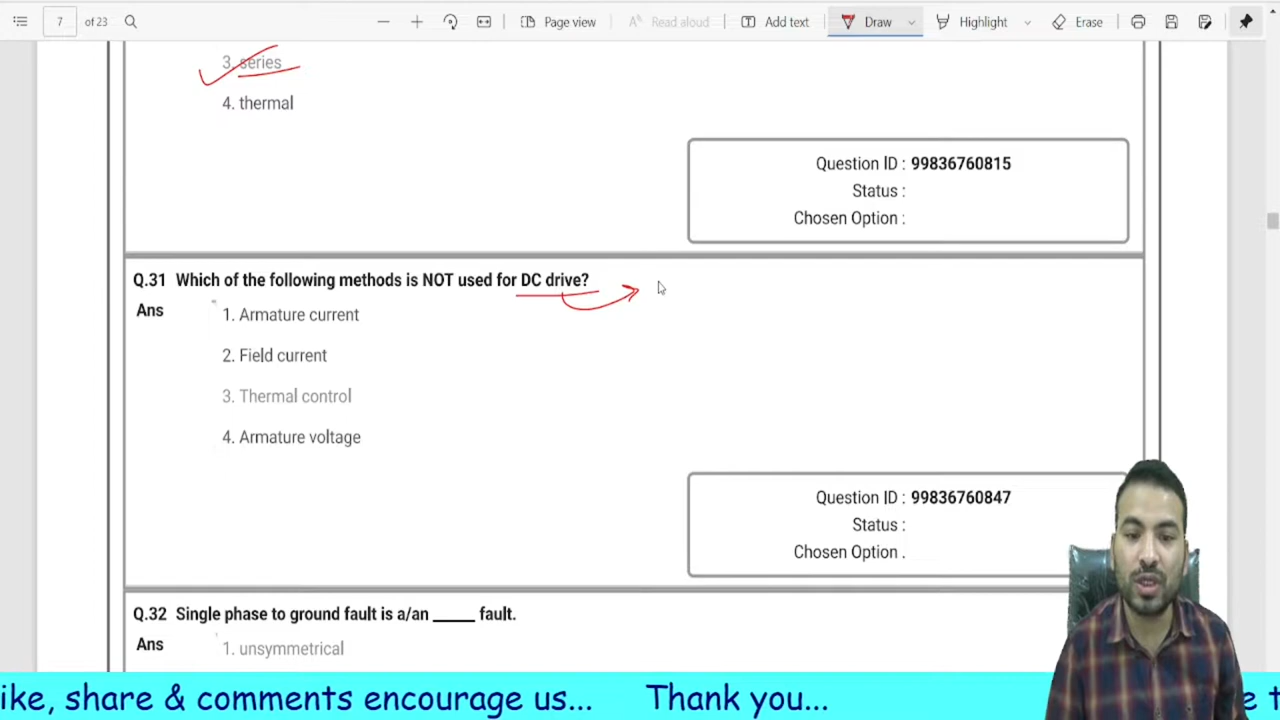 7 of 23 Page view Read aloud Add text Draw Highlight Erase
3. series
4. thermal
Question ID : 99836760815
Status :
Chosen Option :
Q.31 Which of the following methods is NOT used for DC drive?
Ans
1. Armature current
2. Field current
3. Thermal control
4. Armature voltage
Question ID : 99836760847
Status :
Chosen Option .
Q.32 Single phase to ground fault is a/an _____ fault.
Ans
1. unsymmetrical
ike, share & comments encourage us... Thank you... e t